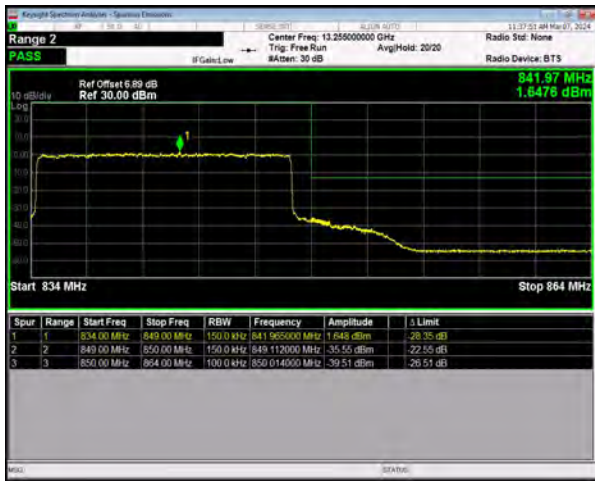 Keysight Spectrum Analyzer - Spurious Emissions
SENSE:INT
ALIGN AUTO
11:37:51 AM Mar 07, 2024
Range 2
Center Freq: 13.255000000 GHz
Radio Std: None
Trig: Free Run
Avg|Hold: 20/20
PASS
IFGain:Low
#Atten: 30 dB
Radio Device: BTS
841.97 MHz
1.6476 dBm
Ref Offset 6.89 dB
10 dB/div
Ref 30.00 dBm
Log
1
Start 834 MHz
Stop 864 MHz
Spur Range Start Freq Stop Freq RBW Frequency Amplitude Δ Limit
1 1 834.00 MHz 849.00 MHz 150.0 kHz 841.965000 MHz 1.648 dBm -28.35 dB
2 2 849.00 MHz 850.00 MHz 150.0 kHz 849.112000 MHz -35.55 dBm -22.55 dB
3 3 850.00 MHz 864.00 MHz 100.0 kHz 850.014000 MHz -39.51 dBm -26.51 dB
MSG
STATUS